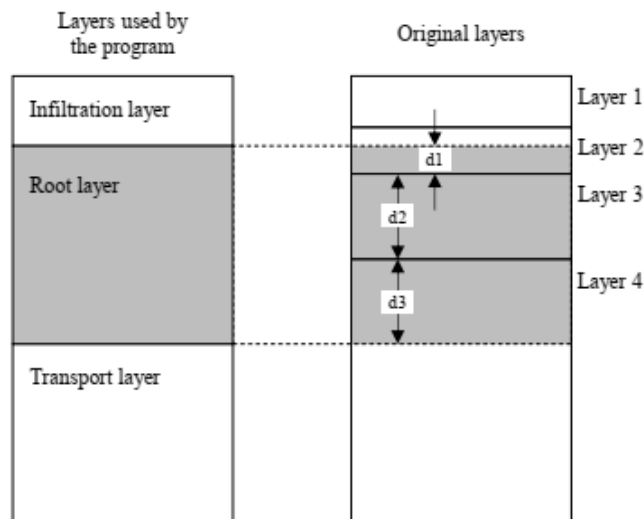 Layers used by
the program
Original layers
Infiltration layer
Layer 1
Layer 2
d1
Root layer
Layer 3
d2
Layer 4
d3
Transport layer